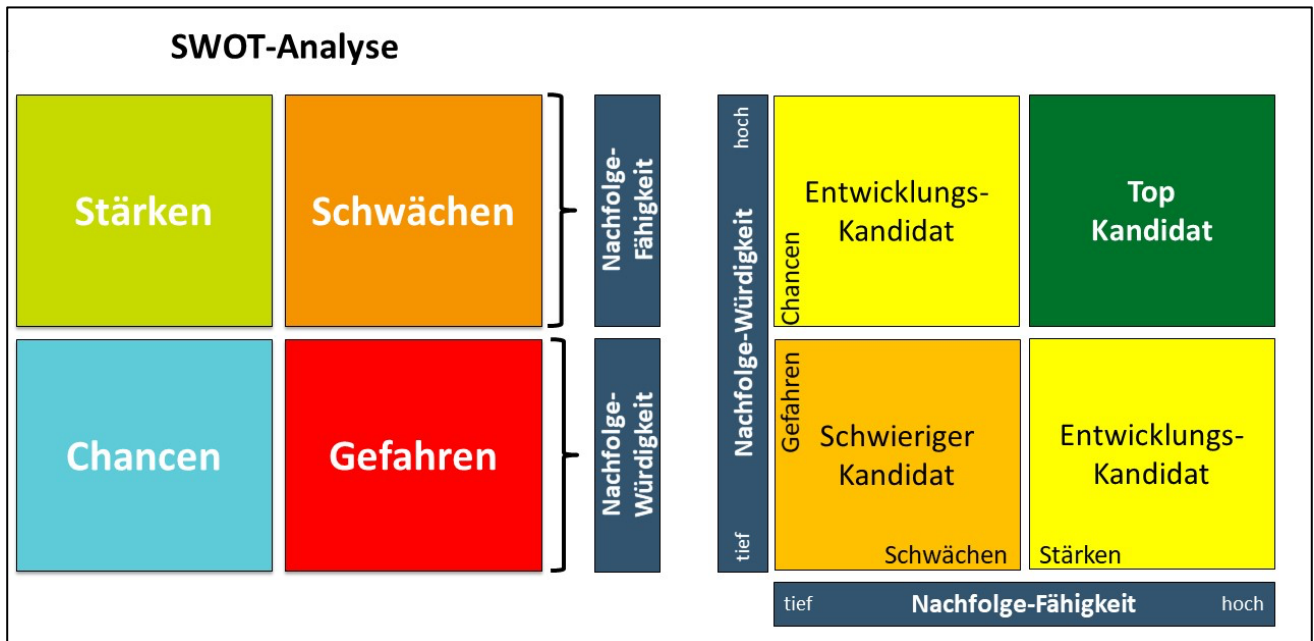 SWOT-Analyse
Stärken
Schwächen
Nachfolge-
Fähigkeit
Chancen
Gefahren
Nachfolge-
Würdigkeit
hoch
Nachfolge-Würdigkeit
tief
Chancen
Gefahren
Entwicklungs-
Kandidat
Top
Kandidat
Schwieriger
Kandidat
Entwicklungs-
Kandidat
Schwächen
Stärken
tief
Nachfolge-Fähigkeit
hoch